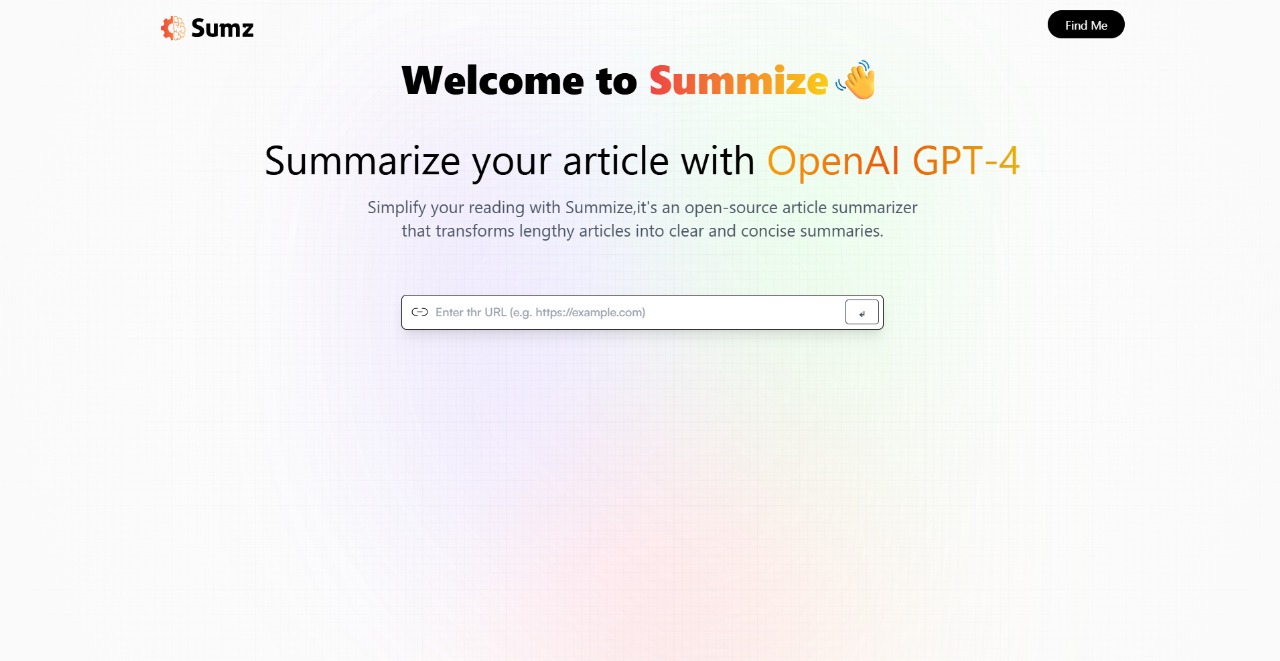 Sumz
Find Me
Welcome to Summize👋
Summarize your article with OpenAI GPT-4
Simplify your reading with Summize,it's an open-source article summarizer
that transforms lengthy articles into clear and concise summaries.
Enter thr URL (e.g. https://example.com)
↲